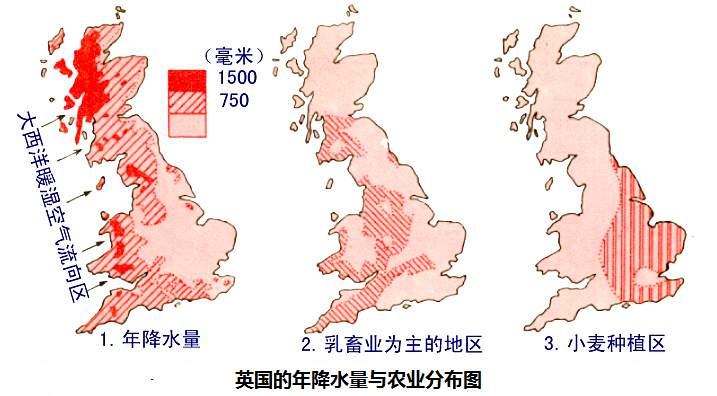 （毫米）
1500
750
大西洋暖湿空气流向区
1. 年降水量
2. 乳畜业为主的地区
3. 小麦种植区
英国的年降水量与农业分布图